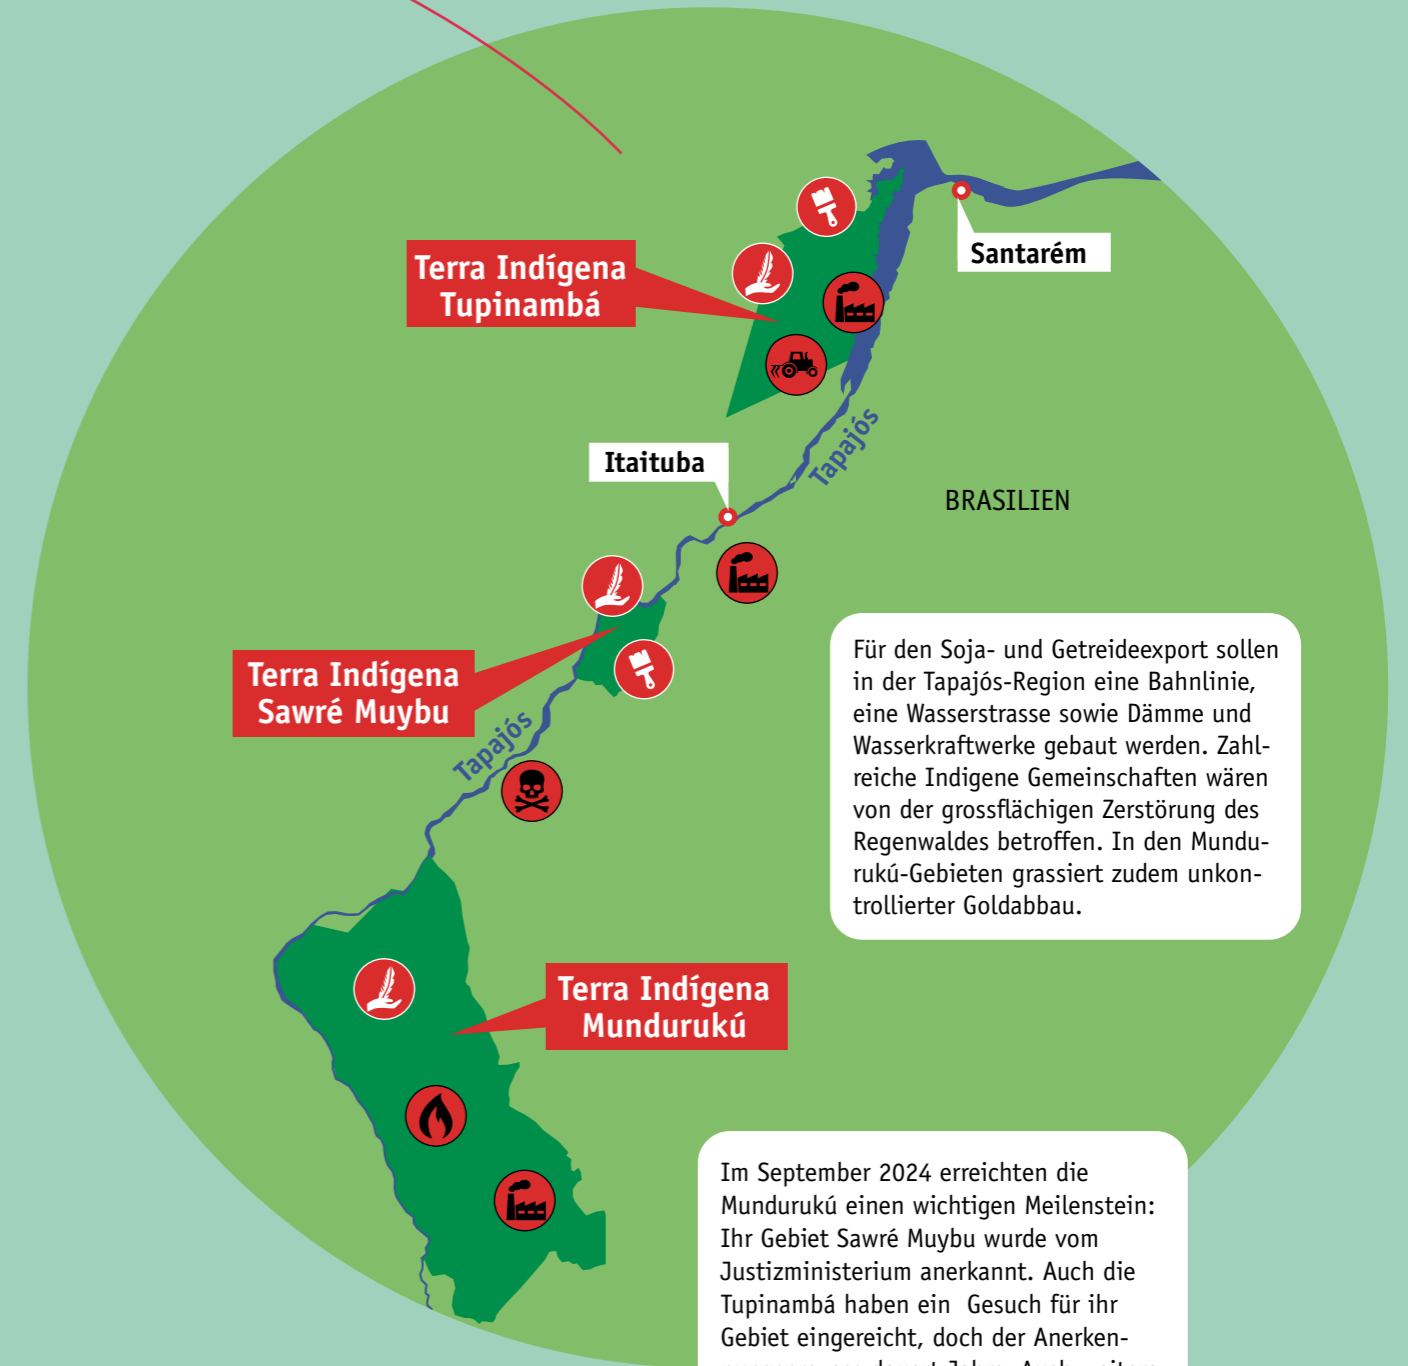 Terra Indígena
Tupinambá
Santarém
Tapajós
Itaituba
BRASILIEN
Terra Indígena
Sawré Muybu
Tapajós
Für den Soja- und Getreideexport sollen
in der Tapajós-Region eine Bahnlinie,
eine Wasserstrasse sowie Dämme und
Wasserkraftwerke gebaut werden. Zahl-
reiche Indigene Gemeinschaften wären
von der grossflächigen Zerstörung des
Regenwaldes betroffen. In den Mundu-
rukú-Gebieten grassiert zudem unkon-
trollierter Goldabbau.
Terra Indígena
Mundurukú
Im September 2024 erreichten die
Mundurukú einen wichtigen Meilenstein:
Ihr Gebiet Sawré Muybu wurde vom
Justizministerium anerkannt. Auch die
Tupinambá haben ein Gesuch für ihr
Gebiet eingereicht, doch der Anerken-
dauert Jahre. Auch weitere